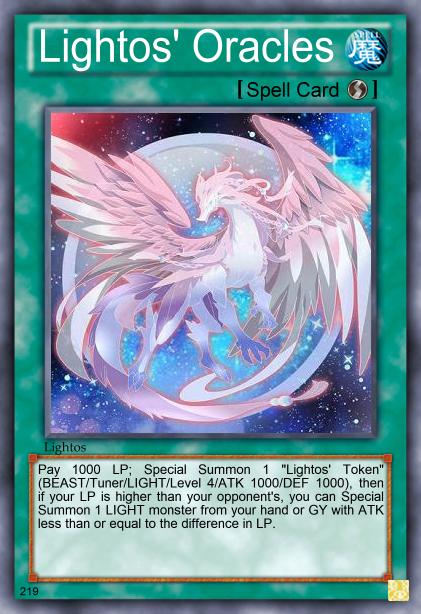 Lightos' Oracles
SPELL
魔
[Spell Card]
Lightos
Pay 1000 LP; Special Summon 1 "Lightos' Token"
(BEAST/Tuner/LIGHT/Level 4/ATK 1000/DEF 1000), then
if your LP is higher than your opponent's, you can Special
Summon 1 LIGHT monster from your hand or GY with ATK
less than or equal to the difference in LP.
219